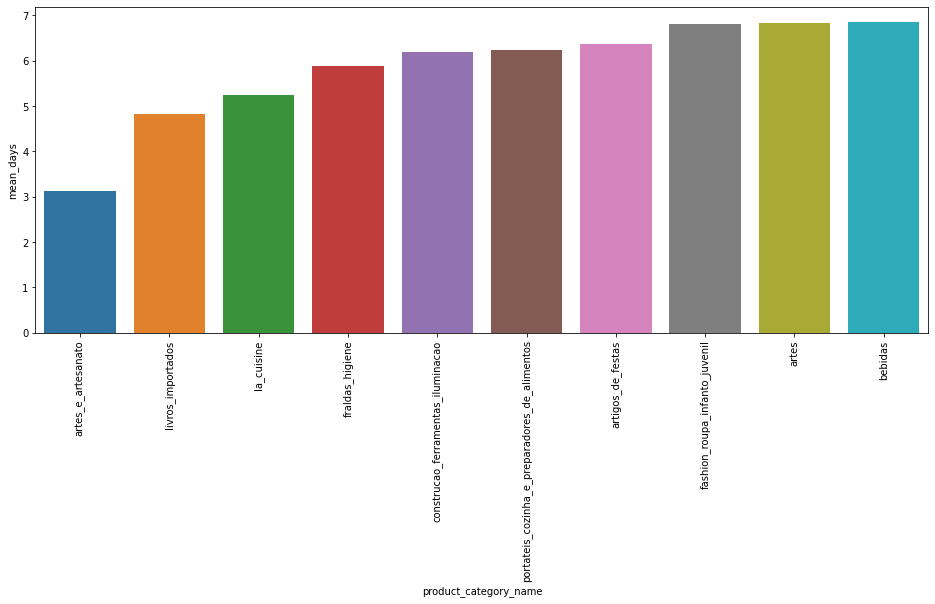 7
6
5
4
3
2
1
0
mean_days
artes_e_artesanato
livros_importados
la_cuisine
fraldas_higiene
construcao_ferramentas_iluminacao
portateis_cozinha_e_preparadores_de_alimentos
artigos_de_festas
fashion_roupa_infanto_juvenil
artes
bebidas
product_category_name